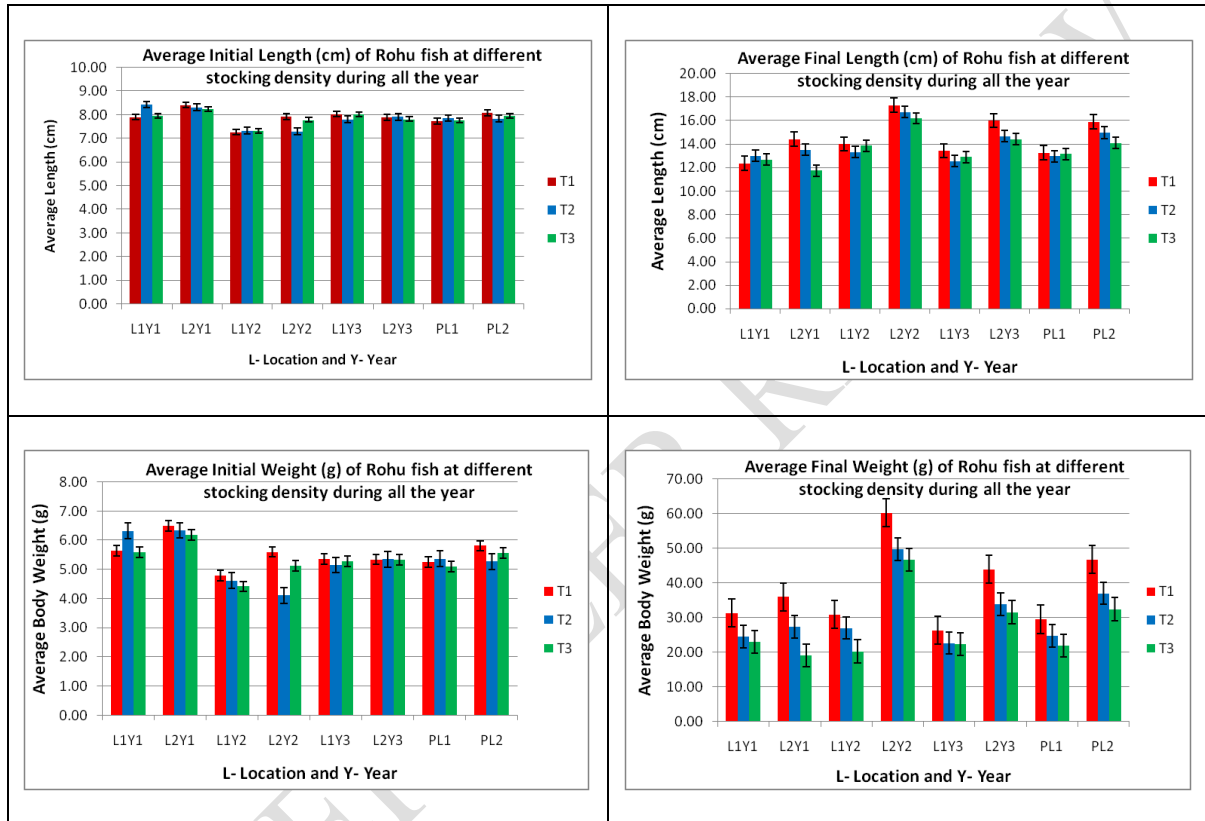 Average Initial Length (cm) of Rohu fish at different
stocking density during all the year
10.00
9.00
8.00
7.00
6.00
5.00
4.00
3.00
2.00
1.00
0.00
Average Length (cm)
T1
T2
T3
L1Y1 L2Y1 L1Y2 L2Y2 L1Y3 L2Y3 PL1 PL2
L- Location and Y- Year
Average Final Length (cm) of Rohu fish at different
stocking density during all the year
20.00
18.00
16.00
14.00
12.00
10.00
8.00
6.00
4.00
2.00
0.00
Average Length (cm)
T1
T2
T3
L1Y1 L2Y1 L1Y2 L2Y2 L1Y3 L2Y3 PL1 PL2
L- Location and Y- Year
Average Initial Weight (g) of Rohu fish at different
stocking density during all the year
8.00
7.00
6.00
5.00
4.00
3.00
2.00
1.00
0.00
Average Body Weight (g)
T1
T2
T3
L1Y1 L2Y1 L1Y2 L2Y2 L1Y3 L2Y3 PL1 PL2
L- Location and Y- Year
Average Final Weight (g) of Rohu fish at different
stocking density during all the year
70.00
60.00
50.00
40.00
30.00
20.00
10.00
0.00
Average Body Weight (g)
T1
T2
T3
L1Y1 L2Y1 L1Y2 L2Y2 L1Y3 L2Y3 PL1 PL2
L- Location and Y- Year